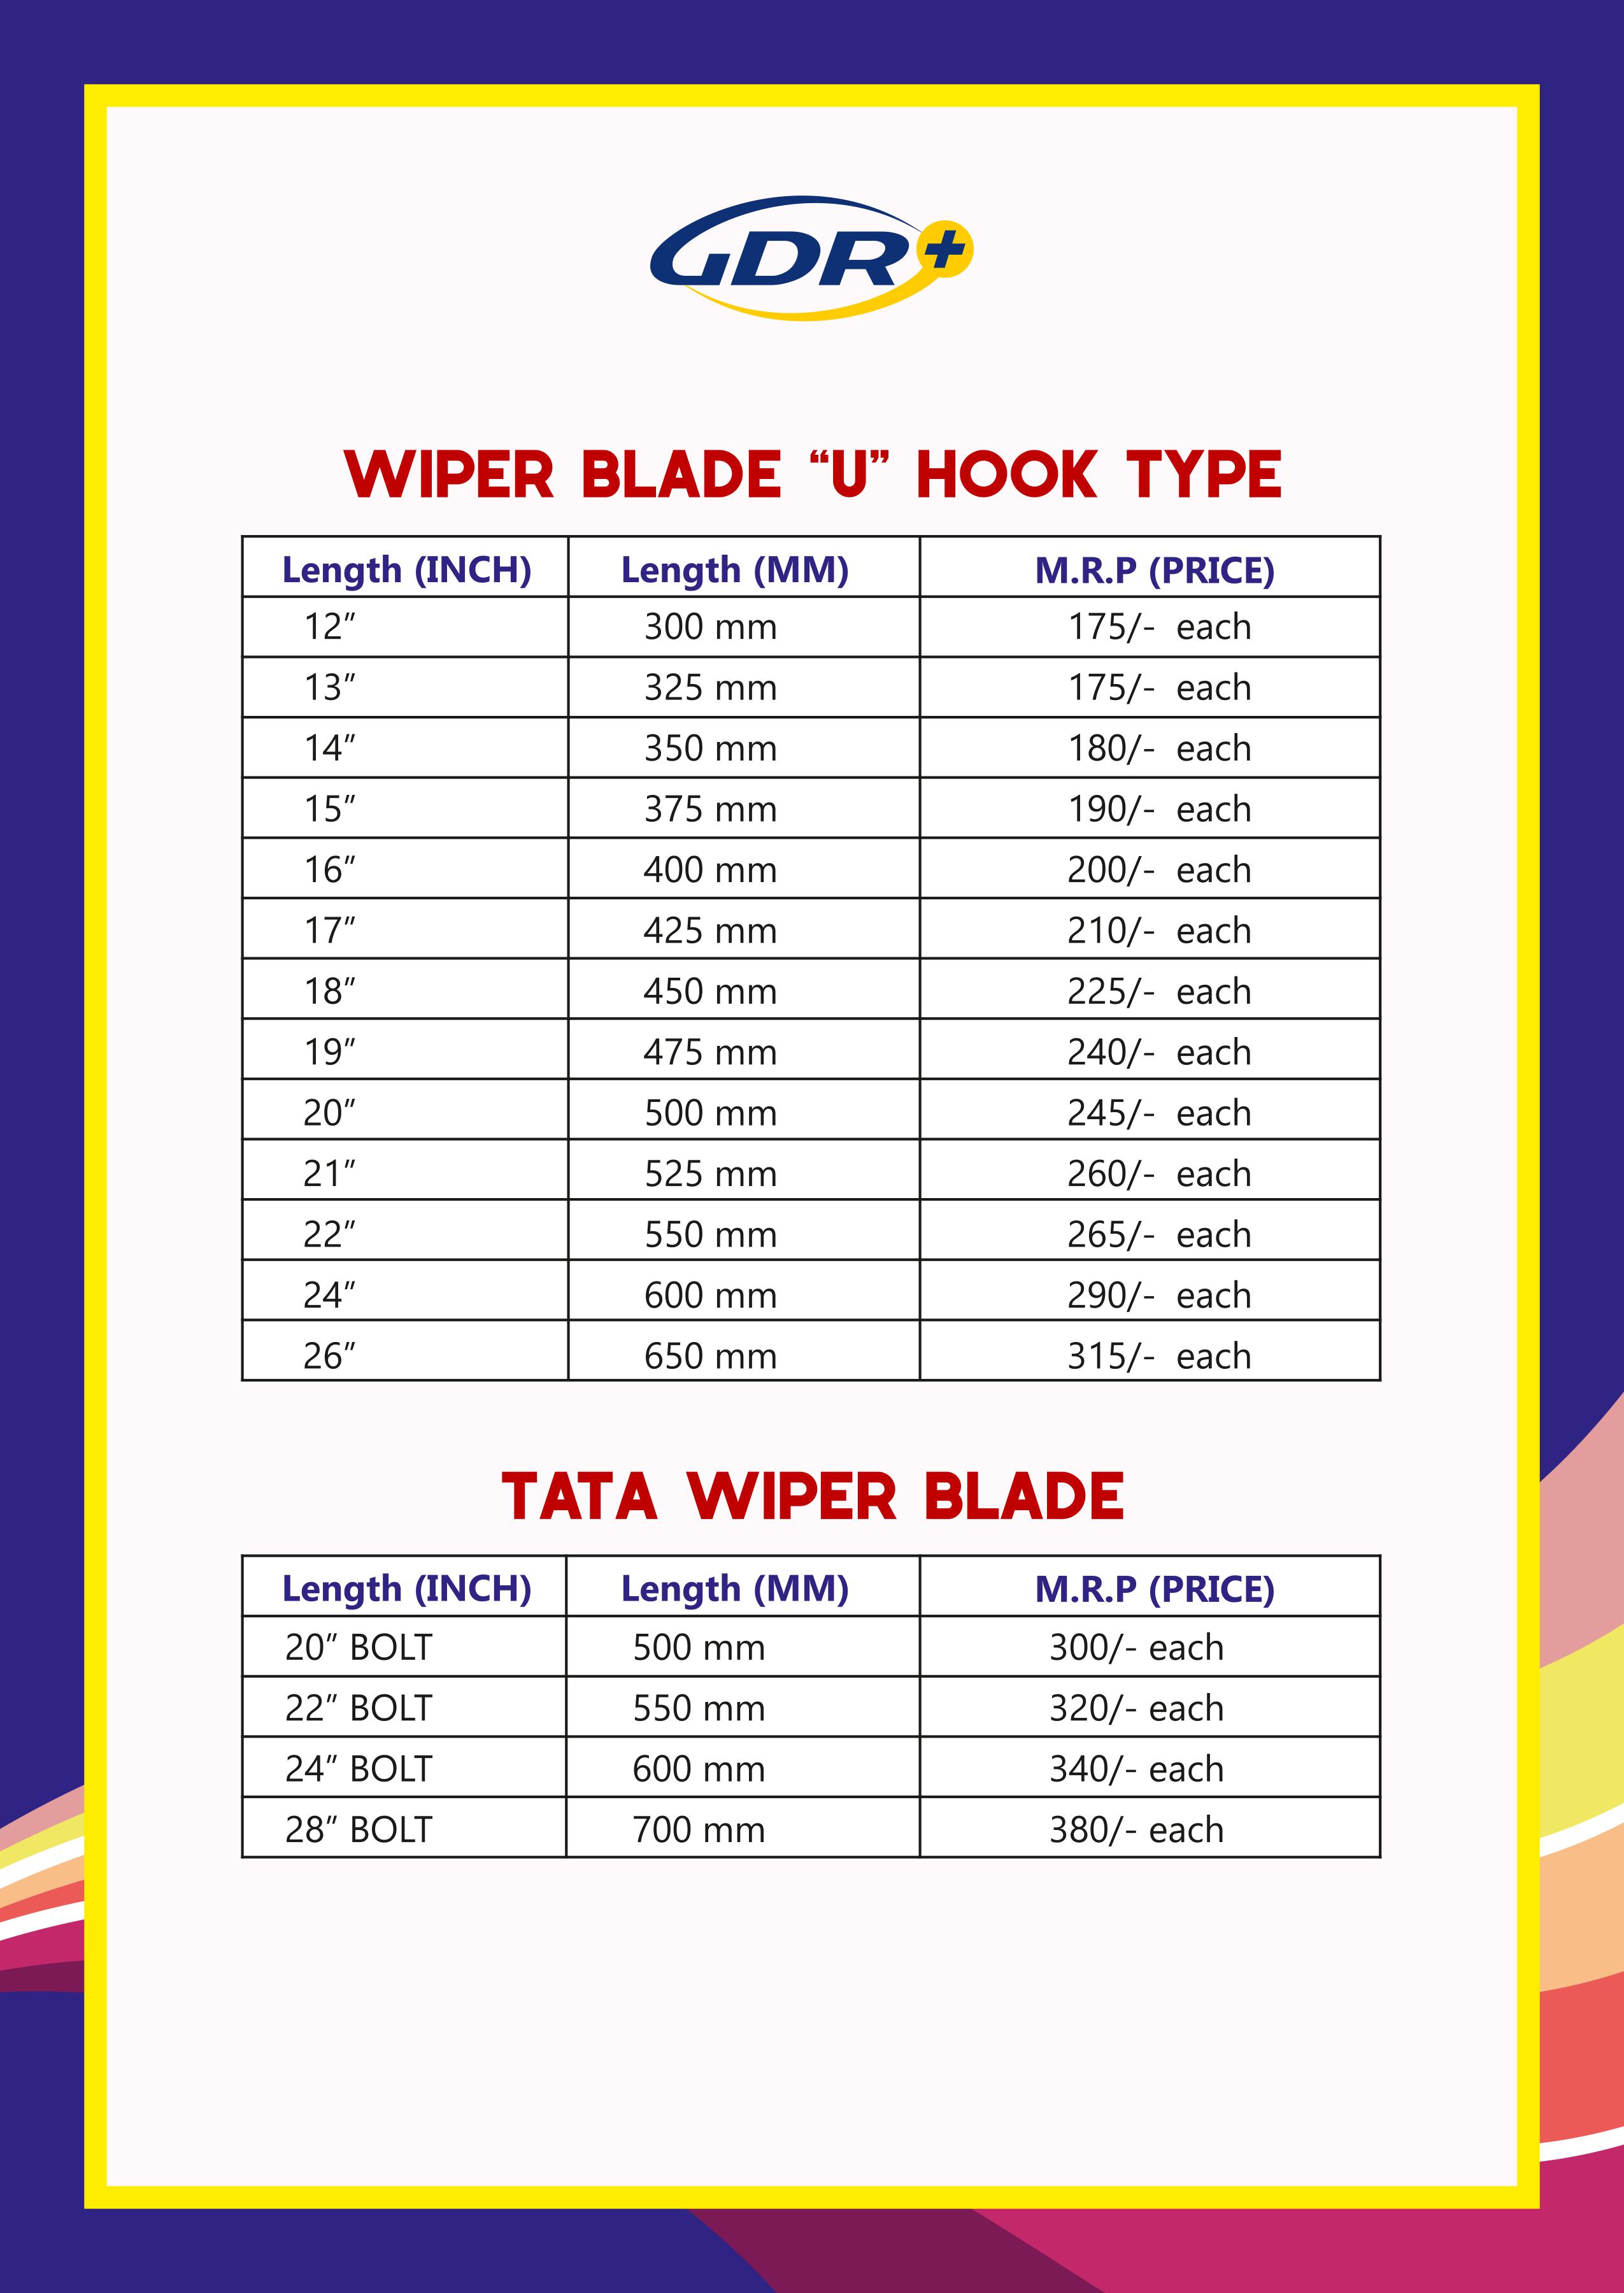 GDR+
WIPER BLADE “U” HOOK TYPE
Length (INCH) Length (MM) M.R.P (PRICE)
12” 300 mm 175/- each
13” 325 mm 175/- each
14” 350 mm 180/- each
15” 375 mm 190/- each
16” 400 mm 200/- each
17” 425 mm 210/- each
18” 450 mm 225/- each
19” 475 mm 240/- each
20” 500 mm 245/- each
21” 525 mm 260/- each
22” 550 mm 265/- each
24” 600 mm 290/- each
26” 650 mm 315/- each
TATA WIPER BLADE
Length (INCH) Length (MM) M.R.P (PRICE)
20” BOLT 500 mm 300/- each
22” BOLT 550 mm 320/- each
24” BOLT 600 mm 340/- each
28” BOLT 700 mm 380/- each